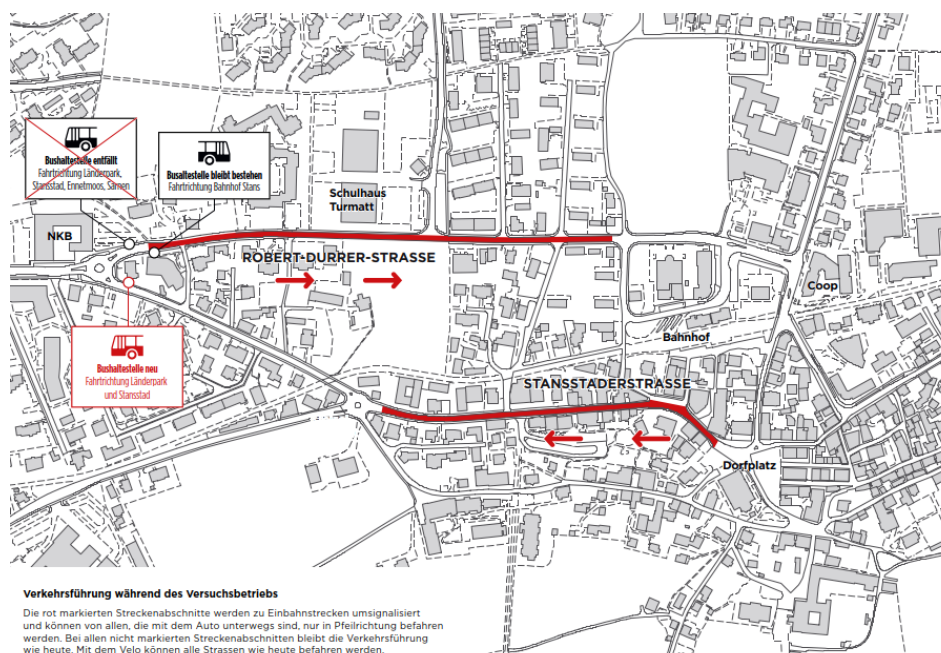 Bushaltestelle entfällt
Fahrtrichtung Länderpark,
Stansstad, Ennetmoos, Sarnen
Busaltestelle bleibt bestehen
Fahrtrichtung Bahnhof Stans
Schulhaus
Turmatt
NKB
ROBERT-DURRER-STRASSE
Coop
Bushaltestelle neu
Fahrtrichtung Länderpark
und Stansstad
Bahnhof
STANSSTADERSTRASSE
Dorfplatz
Verkehrsführung während des Versuchsbetriebs
Die rot markierten Streckenabschnitte werden zu Einbahnstrecken umsignalisiert
und können von allen, die mit dem Auto unterwegs sind, nur in Pfeilrichtung befahren
werden. Bei allen nicht markierten Streckenabschnitten bleibt die Verkehrsführung
wie heute. Mit dem Velo können alle Strassen wie heute befahren werden.